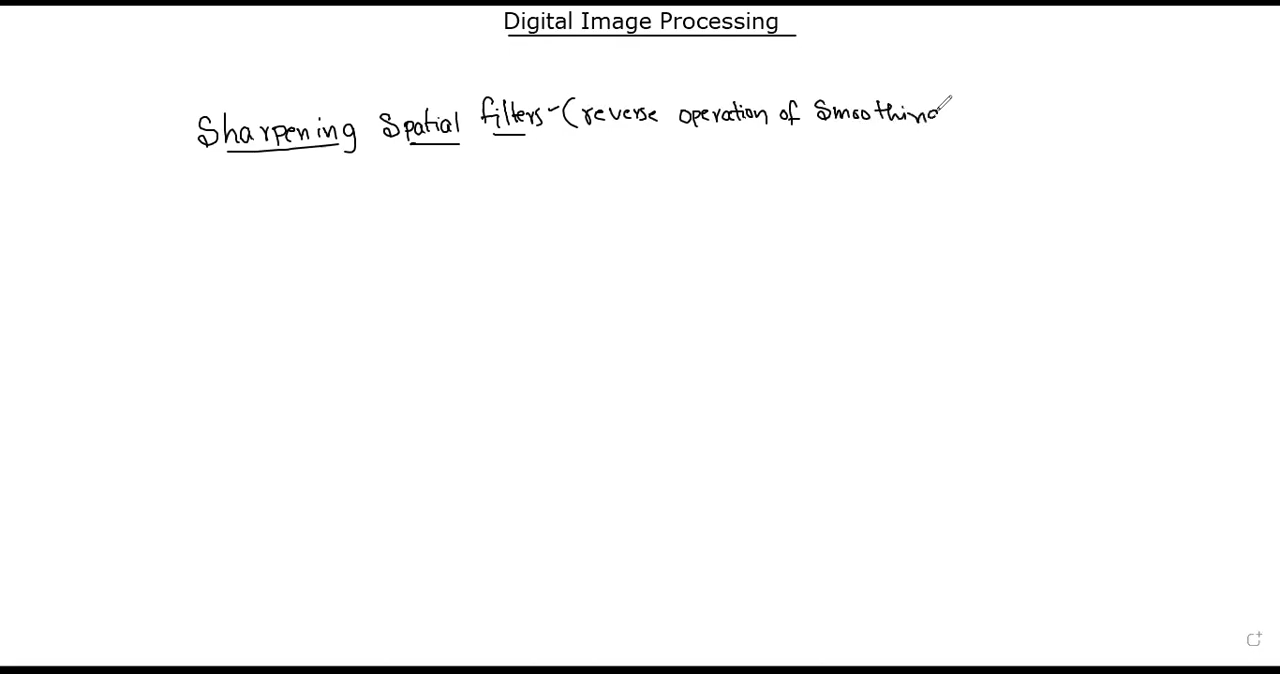 Digital Image Processing
Sharpening Spatial filters - (reverse operation of Smoothing